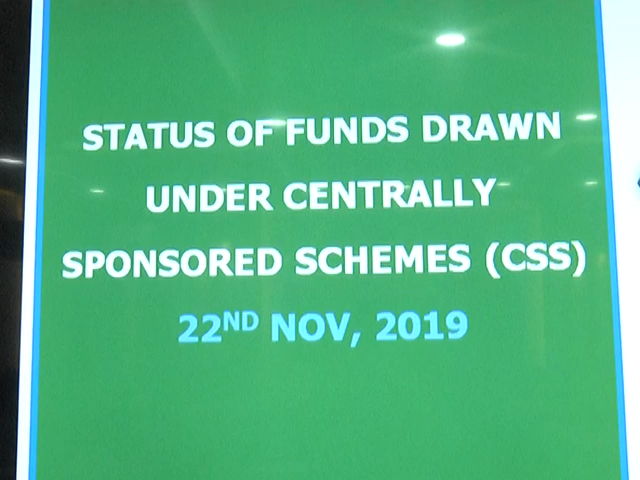 STATUS OF FUNDS DRAWN
UNDER CENTRALLY
SPONSORED SCHEMES (CSS)
22ND NOV, 2019